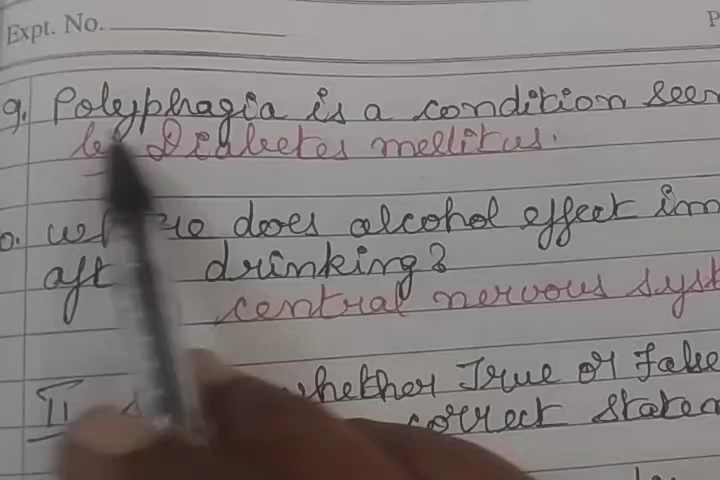 Expt. No.
P
9. Polyphagia is a condition seen
b) Diabetes mellitus.
does alcohol effect im
drinking?
central nervous syst
II whether True or False
correct staten